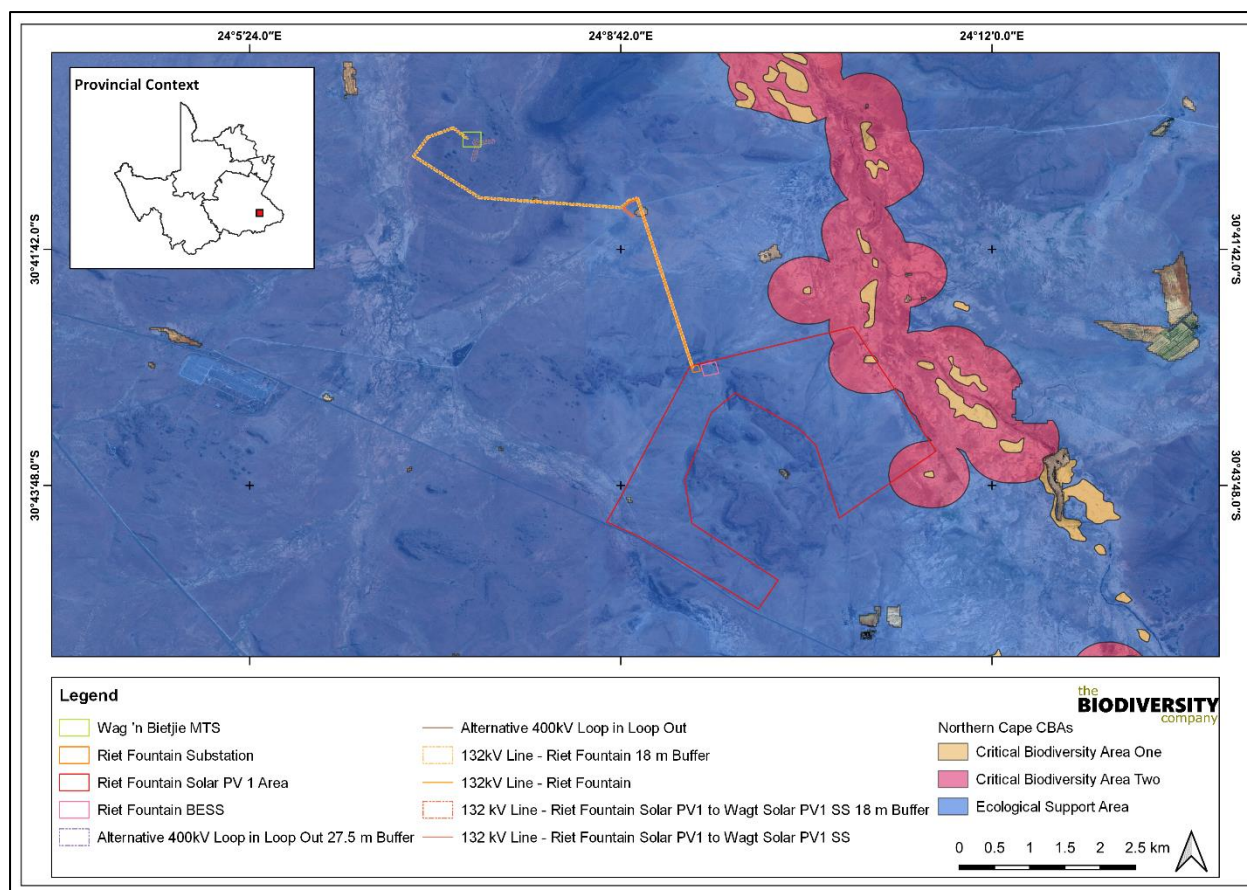 24°5'24.0"E
24°8'42.0"E
24°12'0.0"E
Provincial Context
30°41'42.0"S
30°41'42.0"S
30°43'48.0"S
30°43'48.0"S
Legend
Wag 'n Bietjie MTS
Riet Fountain Substation
Riet Fountain Solar PV 1 Area
Riet Fountain BESS
Alternative 400kV Loop in Loop Out 27.5 m Buffer
Alternative 400kV Loop in Loop Out
132kV Line - Riet Fountain 18 m Buffer
132kV Line - Riet Fountain
132 kV Line - Riet Fountain Solar PV1 to Wagt Solar PV1 SS 18 m Buffer
132 kV Line - Riet Fountain Solar PV1 to Wagt Solar PV1 SS
the
BIODIVERSITY
company
Northern Cape CBAs
Critical Biodiversity Area One
Critical Biodiversity Area Two
Ecological Support Area
0 0.5 1 1.5 2 2.5 km